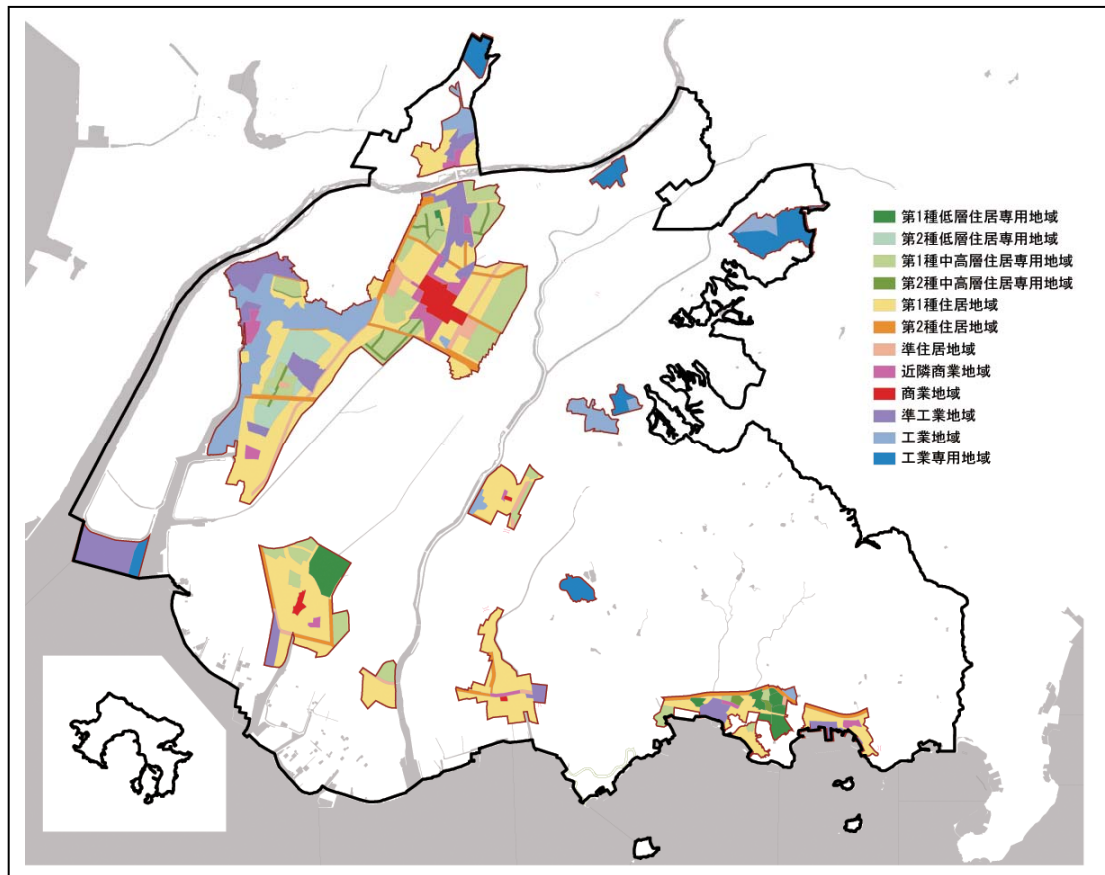 第1種低層住居専用地域
第2種低層住居専用地域
第1種中高層住居専用地域
第2種中高層住居専用地域
第1種住居地域
第2種住居地域
準住居地域
近隣商業地域
商業地域
準工業地域
工業地域
工業専用地域